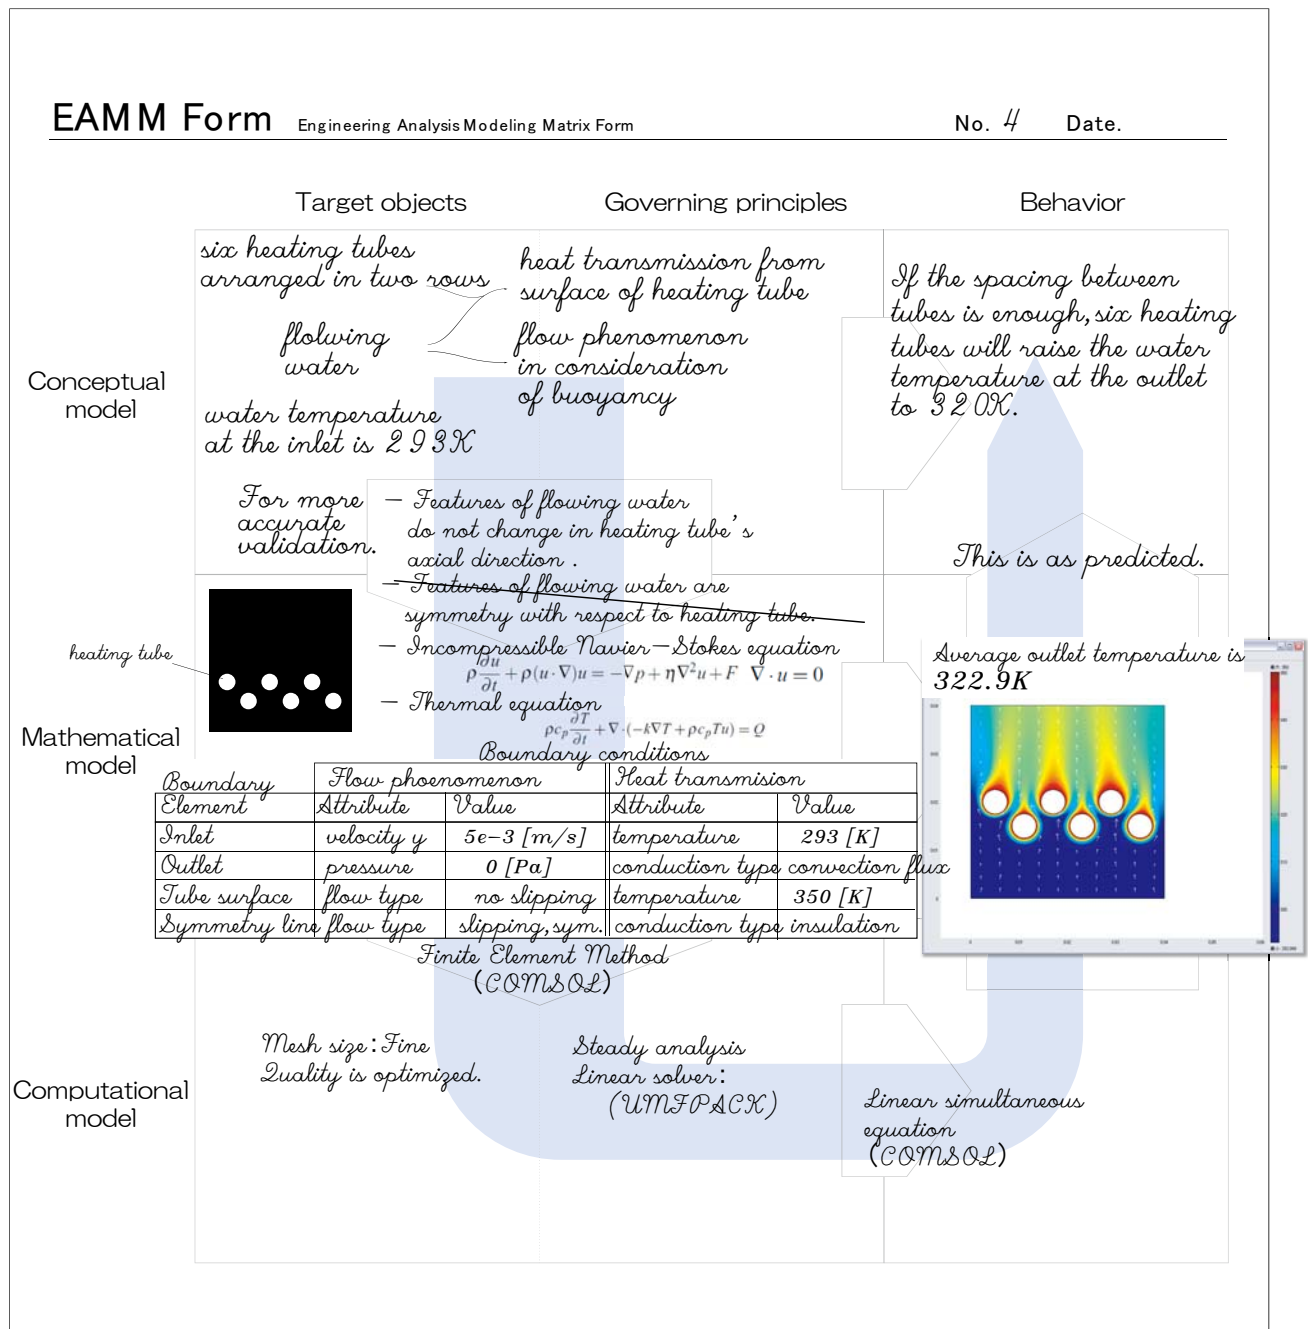 EAMM Form Engineering Analysis Modeling Matrix Form No. 4 Date.
Target objects Governing principles Behavior
Conceptual
model
six heating tubes
arranged in two rows
flolwing
water
water temperature
at the inlet is 293K
heat transmission from
surface of heating tube
flow phenomenon
in consideration
of buoyancy
If the spacing between
tubes is enough, six heating
tubes will raise the water
temperature at the outlet
to 320K.
For more
accurate
validation.
— Features of flowing water
do not change in heating tube's
axial direction .
— Features of flowing water are
symmetry with respect to heating tube.
This is as predicted.
Mathematical
model
heating tube
— Incompressible Navier—Stokes equation
ρ∂u/∂t + ρ(u · ∇)u = −∇p + η∇²u + F ∇ · u = 0
— Thermal equation
ρcₚ∂T/∂t + ∇·(−k∇T + ρcₚTu) = Q
Average outlet temperature is
322.9K
Boundary conditions
Boundary Flow phoenomenon Heat transmision
Element Attribute Value Attribute Value
Inlet velocity y 5e−3 [m/s] temperature 293 [K]
Outlet pressure 0 [Pa] conduction type convection flux
Tube surface flow type no slipping temperature 350 [K]
Symmetry line flow type slipping, sym. conduction type insulation
Finite Element Method
(COMSOL)
Computational
model
Mesh size: Fine
Quality is optimized.
Steady analysis
Linear solver:
(UMFPACK)
Linear simultaneous
equation
(COMSOL)